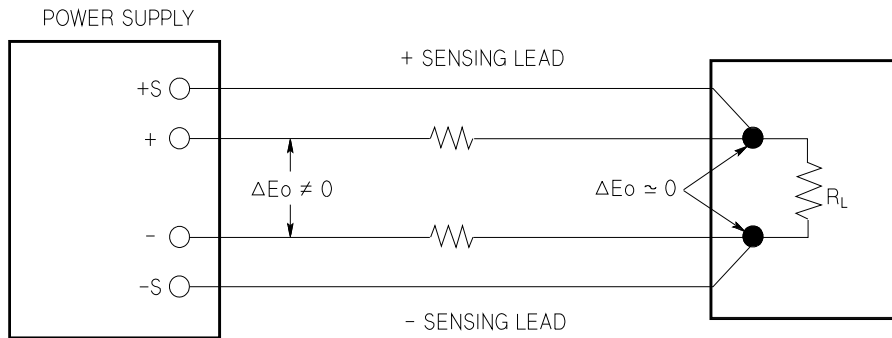 POWER SUPPLY
+ SENSING LEAD
+S
+
ΔEo ≠ 0
ΔEo ≃ 0
RL
-
-S
- SENSING LEAD